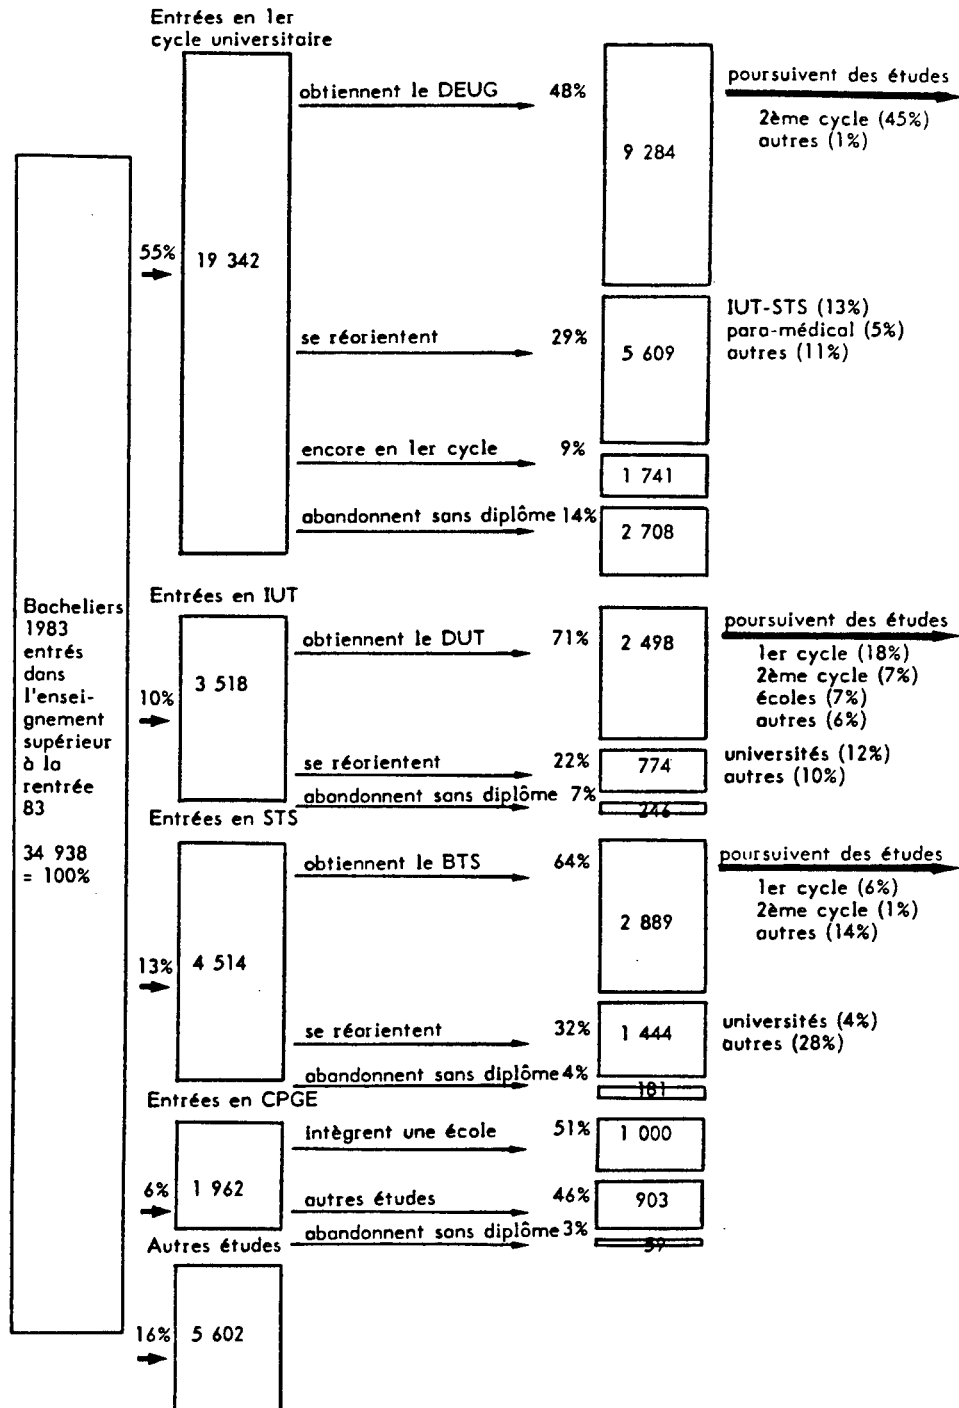 Entrées en 1er
cycle universitaire
obtiennent le DEUG 48%
poursuivent des études
2ème cycle (45%)
autres (1%)
9 284
55%
19 342
se réorientent 29%
5 609
IUT-STS (13%)
para-médical (5%)
autres (11%)
encore en 1er cycle 9%
1 741
abandonnent sans diplôme 14%
2 708
Bacheliers
1983
entrés
dans
l'ensei-
gnement
supérieur
à la
rentrée
83
34 938
= 100%
Entrées en IUT
10%
3 518
obtiennent le DUT 71%
2 498
poursuivent des études
1er cycle (18%)
2ème cycle (7%)
écoles (7%)
autres (6%)
se réorientent 22%
774
universités (12%)
autres (10%)
abandonnent sans diplôme 7%
246
Entrées en STS
13%
4 514
obtiennent le BTS 64%
2 889
poursuivent des études
1er cycle (6%)
2ème cycle (1%)
autres (14%)
se réorientent 32%
1 444
universités (4%)
autres (28%)
abandonnent sans diplôme 4%
181
Entrées en CPGE
6%
1 962
intègrent une école 51%
1 000
autres études 46%
903
abandonnent sans diplôme 3%
59
Autres études
16%
5 602